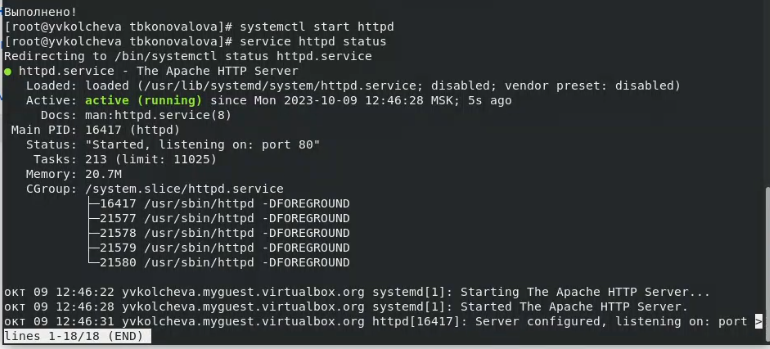 Выполнено!
[root@yvkolcheva tbkonovalova]# systemctl start httpd
[root@yvkolcheva tbkonovalova]# service httpd status
Redirecting to /bin/systemctl status httpd.service
● httpd.service - The Apache HTTP Server
   Loaded: loaded (/usr/lib/systemd/system/httpd.service; disabled; vendor preset: disabled)
   Active: active (running) since Mon 2023-10-09 12:46:28 MSK; 5s ago
     Docs: man:httpd.service(8)
 Main PID: 16417 (httpd)
   Status: "Started, listening on: port 80"
    Tasks: 213 (limit: 11025)
   Memory: 20.7M
   CGroup: /system.slice/httpd.service
           ├─16417 /usr/sbin/httpd -DFOREGROUND
           ├─21577 /usr/sbin/httpd -DFOREGROUND
           ├─21578 /usr/sbin/httpd -DFOREGROUND
           ├─21579 /usr/sbin/httpd -DFOREGROUND
           └─21580 /usr/sbin/httpd -DFOREGROUND
окт 09 12:46:22 yvkolcheva.myguest.virtualbox.org systemd[1]: Starting The Apache HTTP Server...
окт 09 12:46:28 yvkolcheva.myguest.virtualbox.org systemd[1]: Started The Apache HTTP Server.
окт 09 12:46:31 yvkolcheva.myguest.virtualbox.org httpd[16417]: Server configured, listening on: port >
lines 1-18/18 (END)